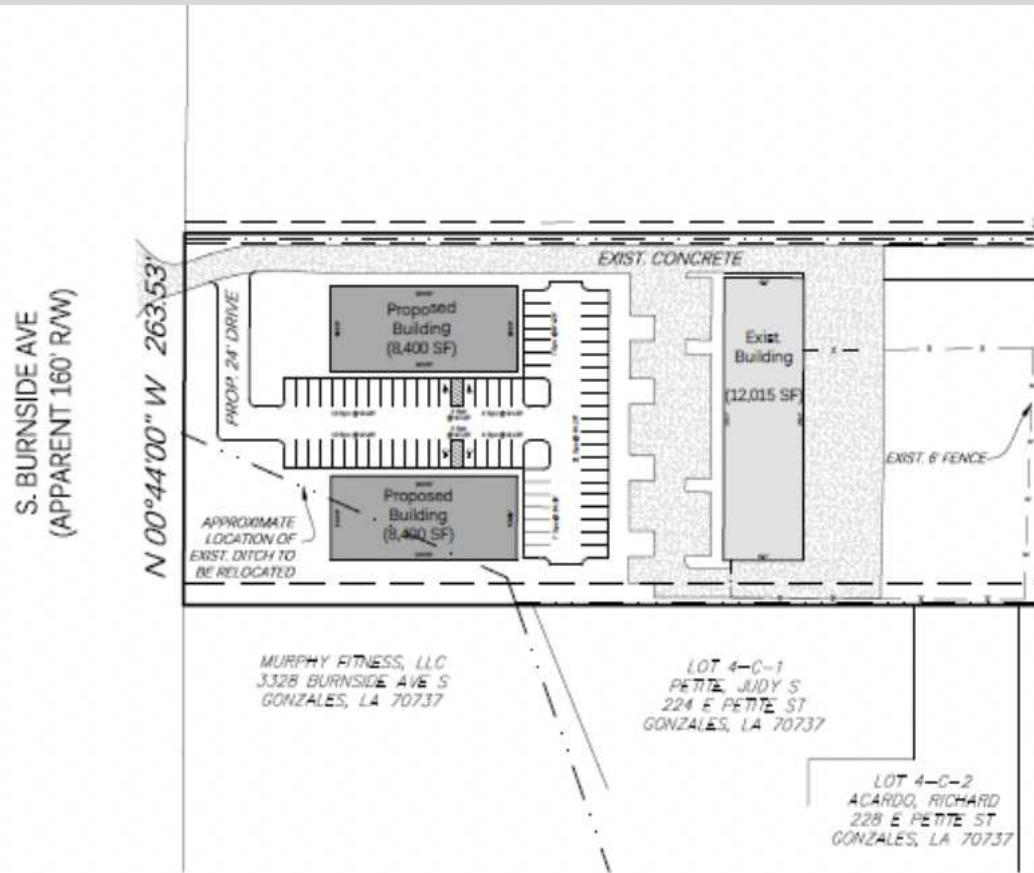 S. BURNSIDE AVE
(APPARENT 160' R/W)
N 00°44'00" W 263.53'
PROP. 24' DRIVE
EXIST. CONCRETE
Proposed
Building
(8,400 SF)
Exist
Building
(12,015 SF)
EXIST. 6' FENCE
Proposed
Building
(8,400 SF)
APPROXIMATE
LOCATION OF
EXIST. DITCH TO
BE RELOCATED
MURPHY FITNESS, LLC
3328 BURNSIDE AVE S
GONZALES, LA 70737
LOT 4-C-1
PETITE, JUDY S
224 E PETITE ST
GONZALES, LA 70737
LOT 4-C-2
ACARDO, RICHARD
228 E PETITE ST
GONZALES, LA 70737